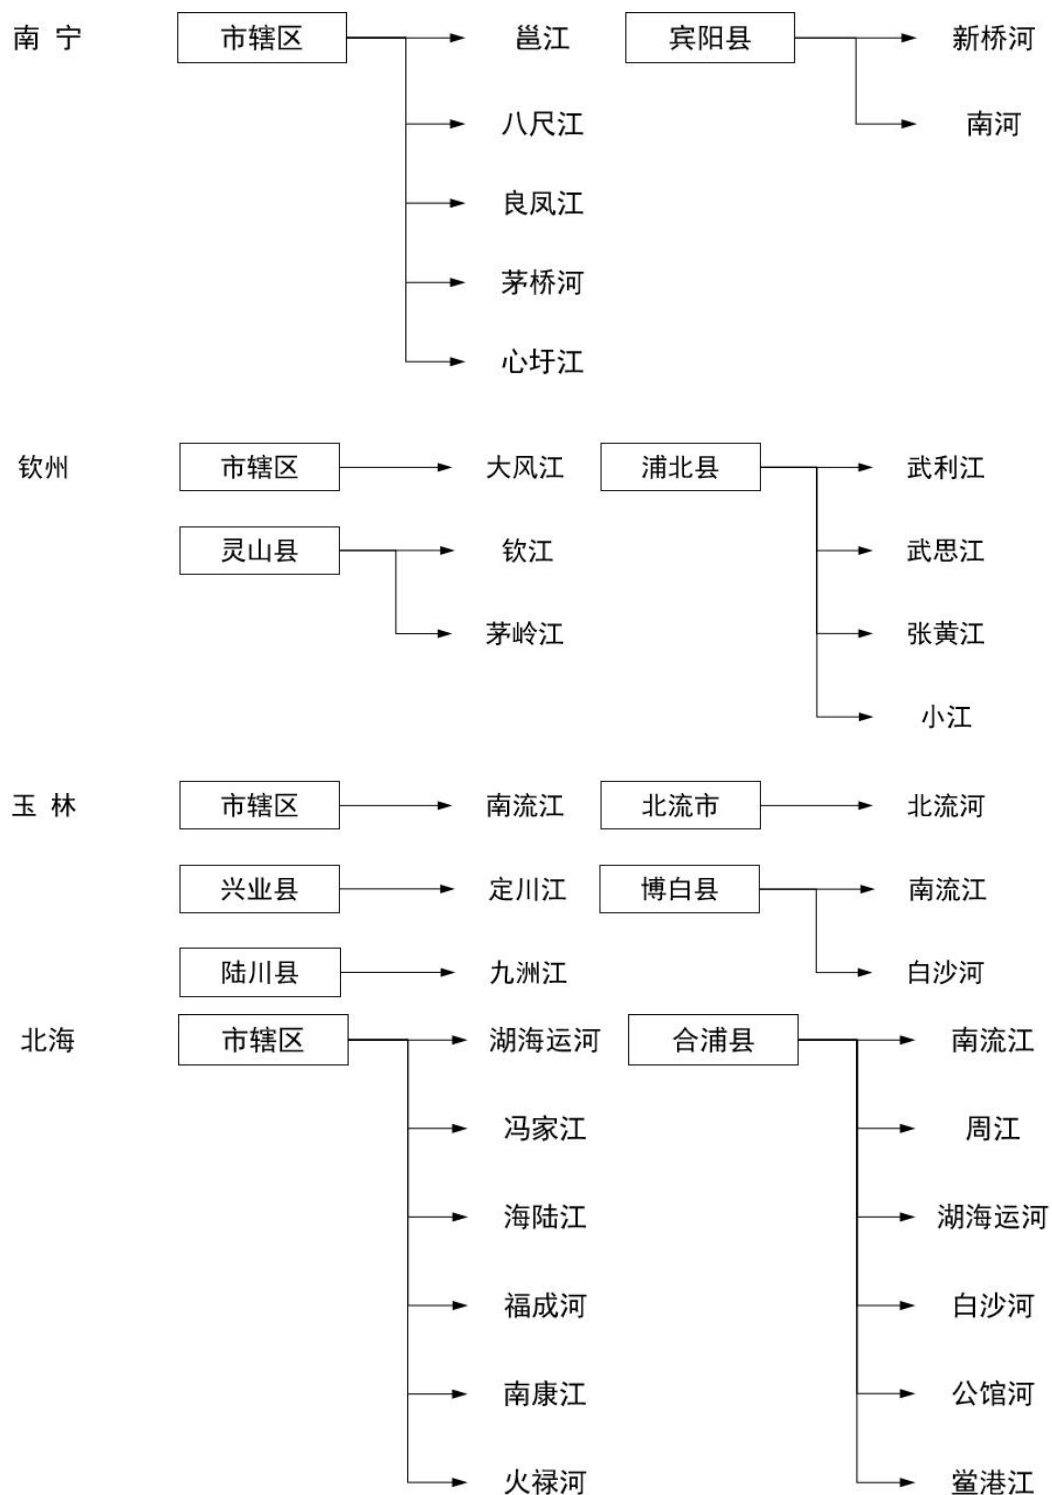 南 宁 市辖区 邕江 宾阳县 新桥河
八尺江 南河
良凤江
茅桥河
心圩江
钦州 市辖区 大风江 浦北县 武利江
灵山县 钦江 武思江
茅岭江 张黄江
小江
玉 林 市辖区 南流江 北流市 北流河
兴业县 定川江 博白县 南流江
陆川县 九洲江 白沙河
北海 市辖区 湖海运河 合浦县 南流江
冯家江 周江
海陆江 湖海运河
福成河 白沙河
南康江 公馆河
火禄河 鲎港江